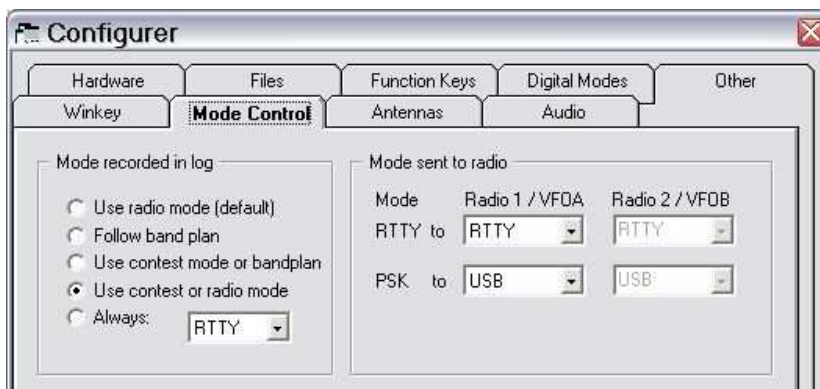 Configurer
Hardware Files Function Keys Digital Modes Other
Winkey Mode Control Antennas Audio
Mode recorded in log
Use radio mode (default)
Follow band plan
Use contest mode or bandplan
Use contest or radio mode
Always: RTTY
Mode sent to radio
Mode Radio 1 / VFOA Radio 2 / VFOB
RTTY to RTTY RTTY
PSK to USB USB